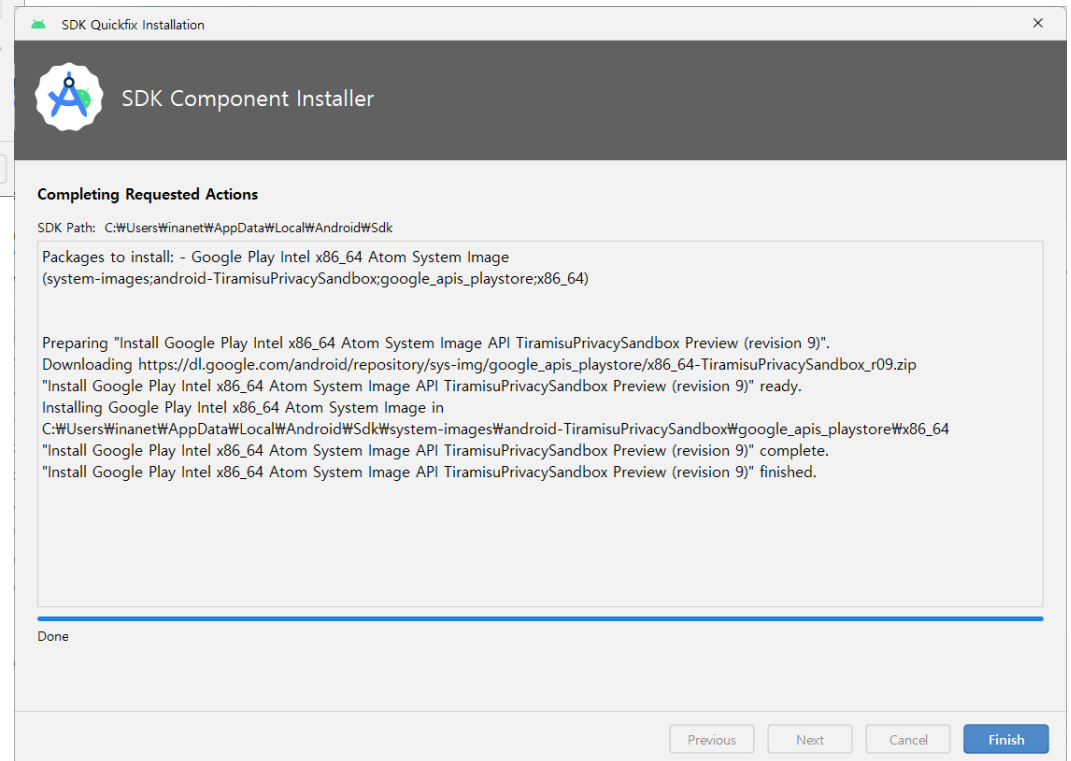 SDK Quickfix Installation
SDK Component Installer
Completing Requested Actions
SDK Path: C:₩Users₩inanet₩AppData₩Local₩Android₩Sdk
Packages to install: - Google Play Intel x86_64 Atom System Image
(system-images;android-TiramisuPrivacySandbox;google_apis_playstore;x86_64)
Preparing "Install Google Play Intel x86_64 Atom System Image API TiramisuPrivacySandbox Preview (revision 9)".
Downloading https://dl.google.com/android/repository/sys-img/google_apis_playstore/x86_64-TiramisuPrivacySandbox_r09.zip
"Install Google Play Intel x86_64 Atom System Image API TiramisuPrivacySandbox Preview (revision 9)" ready.
Installing Google Play Intel x86_64 Atom System Image in
C:₩Users₩inanet₩AppData₩Local₩Android₩Sdk₩system-images₩android-TiramisuPrivacySandbox₩google_apis_playstore₩x86_64
"Install Google Play Intel x86_64 Atom System Image API TiramisuPrivacySandbox Preview (revision 9)" complete.
"Install Google Play Intel x86_64 Atom System Image API TiramisuPrivacySandbox Preview (revision 9)" finished.
Done
Previous Next Cancel Finish